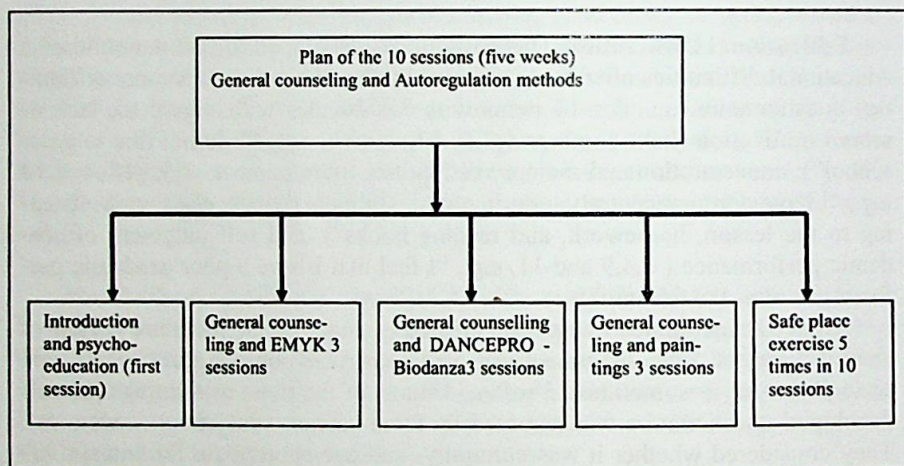 Plan of the 10 sessions (five weeks)
General counseling and Autoregulation methods
Introduction
and psycho-
education (first
session)
General counse-
ling and EMYK 3
sessions
General counselling
and DANCEPRO -
Biodanza3 sessions
General counse-
ling and pain-
tings 3 sessions
Safe place
exercise 5
times in 10
sessions